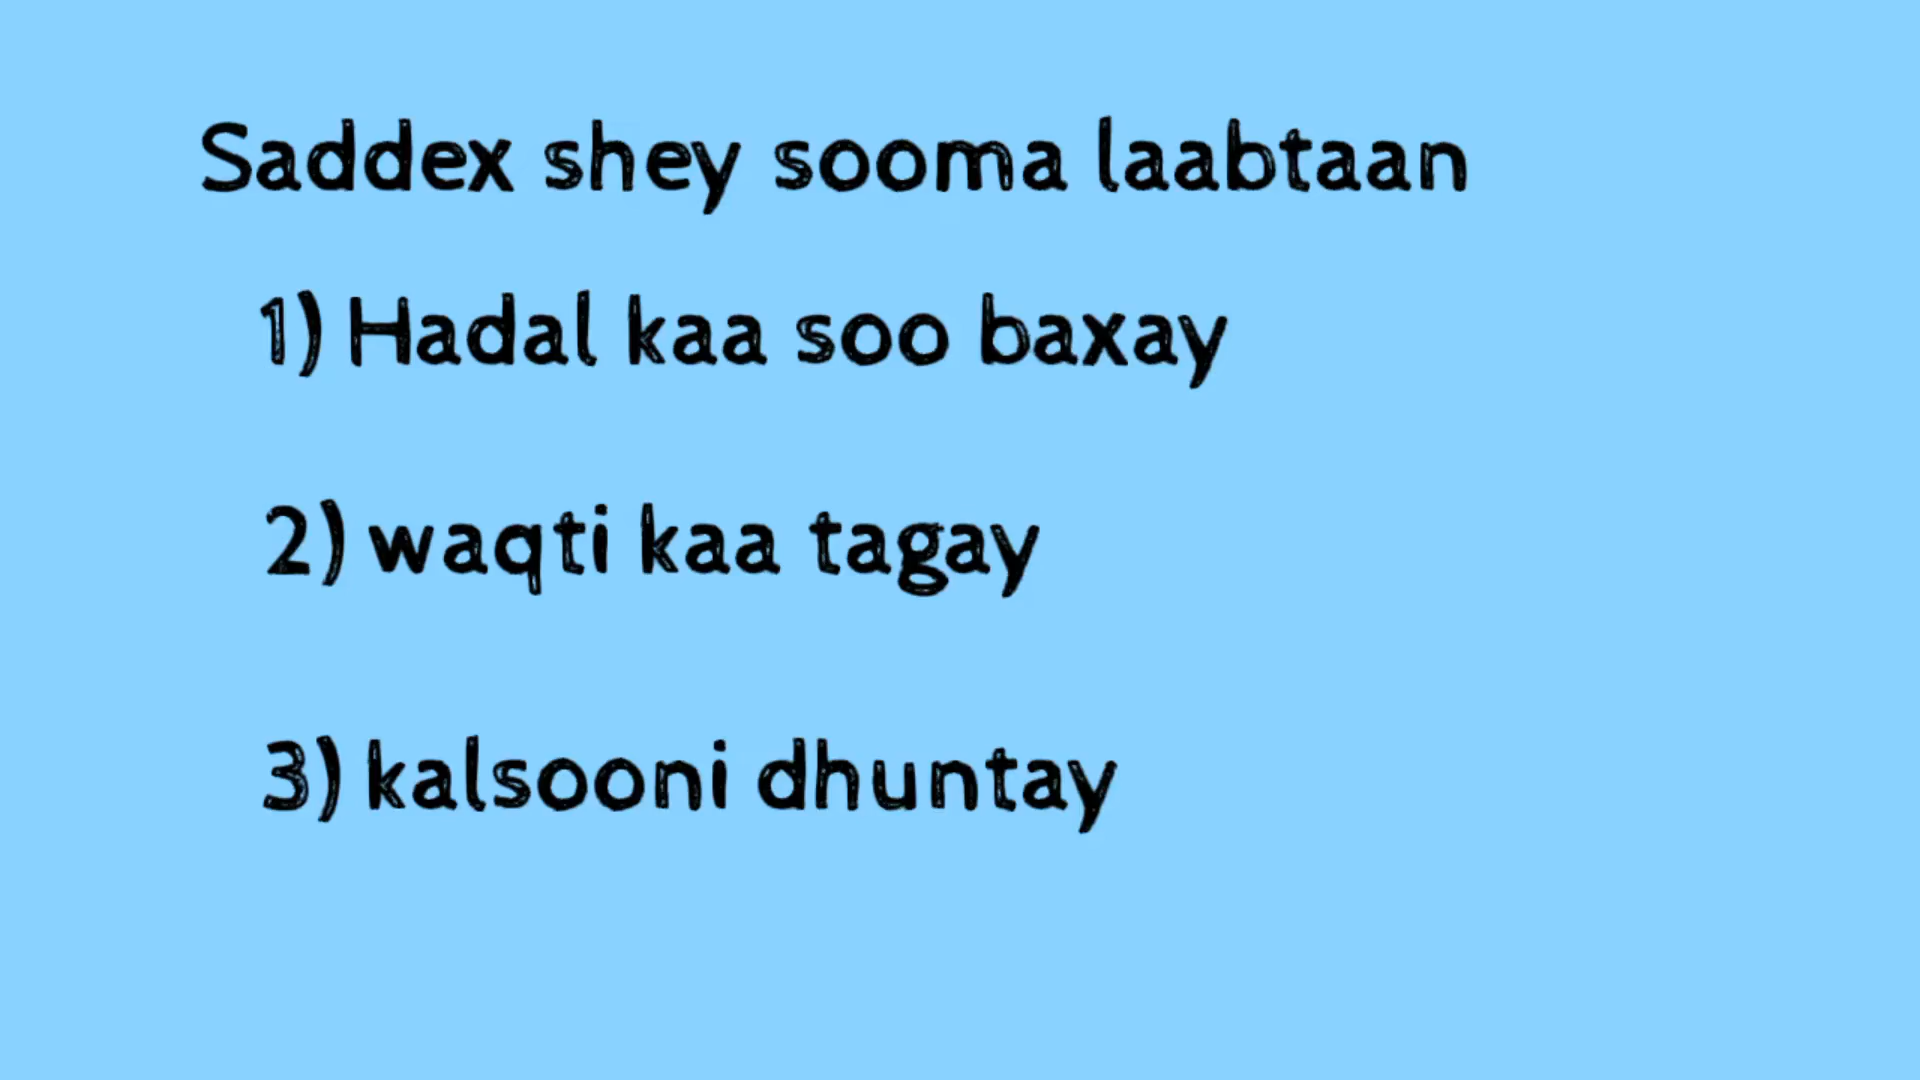 Saddex shey sooma laabtaan
1) Hadal kaa soo baxay
2) waqti kaa tagay
3) kalsooni dhuntay